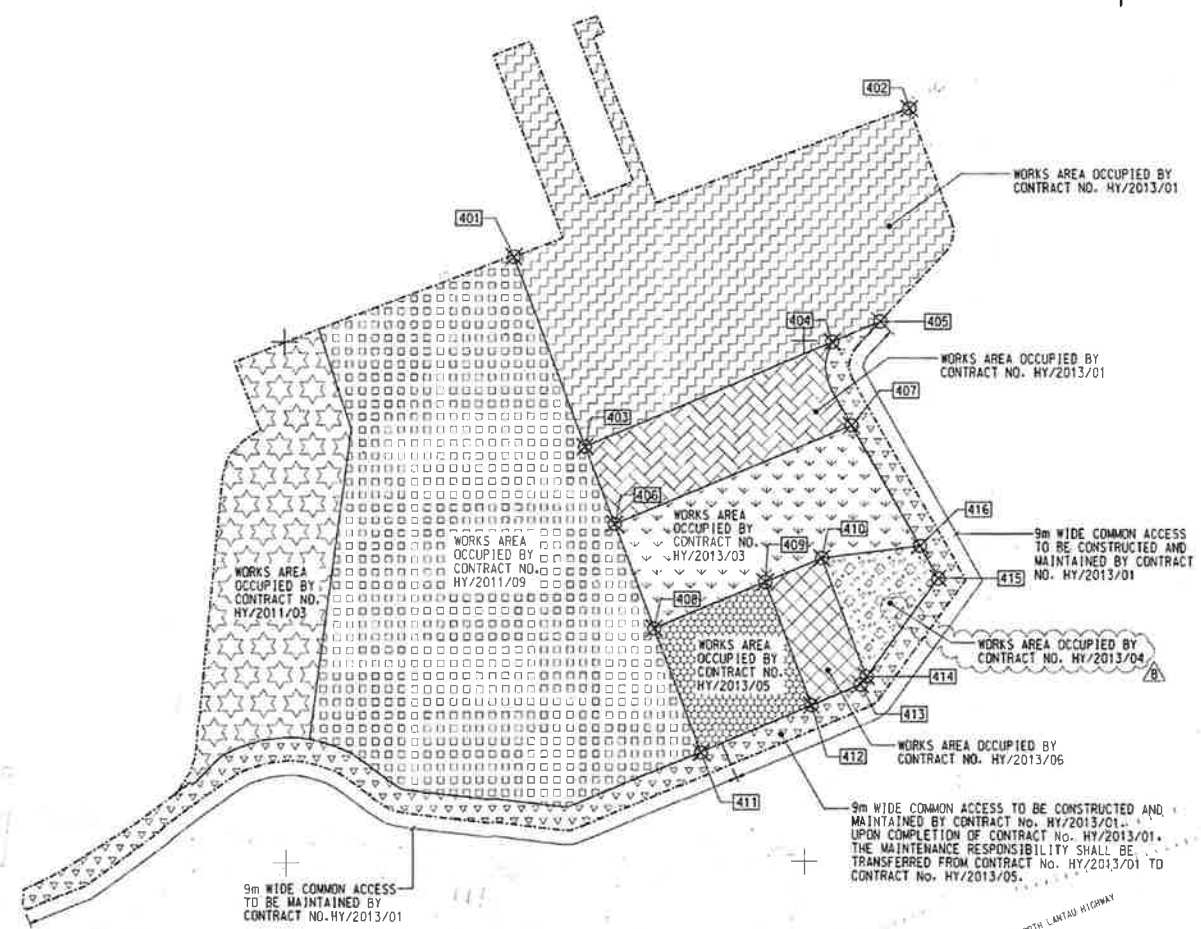 402
WORKS AREA OCCUPIED BY
CONTRACT NO. HY/2013/01
401
404
405
WORKS AREA OCCUPIED BY
CONTRACT NO. HY/2013/01
407
403
406
WORKS AREA
OCCUPIED BY
CONTRACT NO.
HY/2013/03
410
416
409
9m WIDE COMMON ACCESS
TO BE CONSTRUCTED AND
MAINTAINED BY CONTRACT
NO. HY/2013/01
415
WORKS AREA
OCCUPIED BY
CONTRACT NO.
HY/2011/09
WORKS AREA
OCCUPIED BY
CONTRACT NO.
HY/2011/03
408
WORKS AREA
OCCUPIED BY
CONTRACT NO.
HY/2013/05
WORKS AREA OCCUPIED BY
CONTRACT NO. HY/2013/04
414
413
412
WORKS AREA OCCUPIED BY
CONTRACT NO. HY/2013/06
411
9m WIDE COMMON ACCESS TO BE CONSTRUCTED AND
MAINTAINED BY CONTRACT No. HY/2013/01.
UPON COMPLETION OF CONTRACT No. HY/2013/01,
THE MAINTENANCE RESPONSIBILITY SHALL BE
TRANSFERRED FROM CONTRACT No. HY/2013/01 TO
CONTRACT No. HY/2013/05.
9m WIDE COMMON ACCESS
TO BE MAINTAINED BY
CONTRACT NO.HY/2013/01
LANTAU HIGHWAY